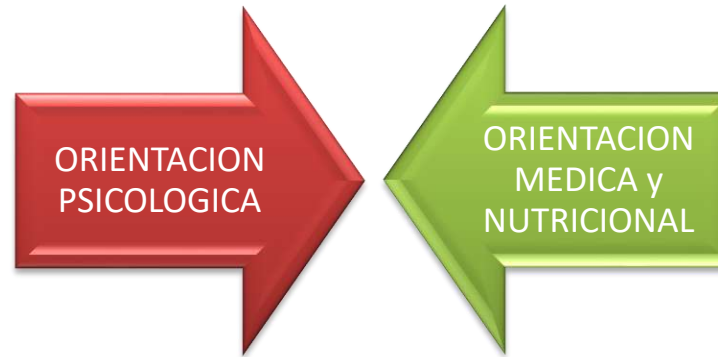 ORIENTACION
PSICOLOGICA
ORIENTACION
MEDICA y
NUTRICIONAL